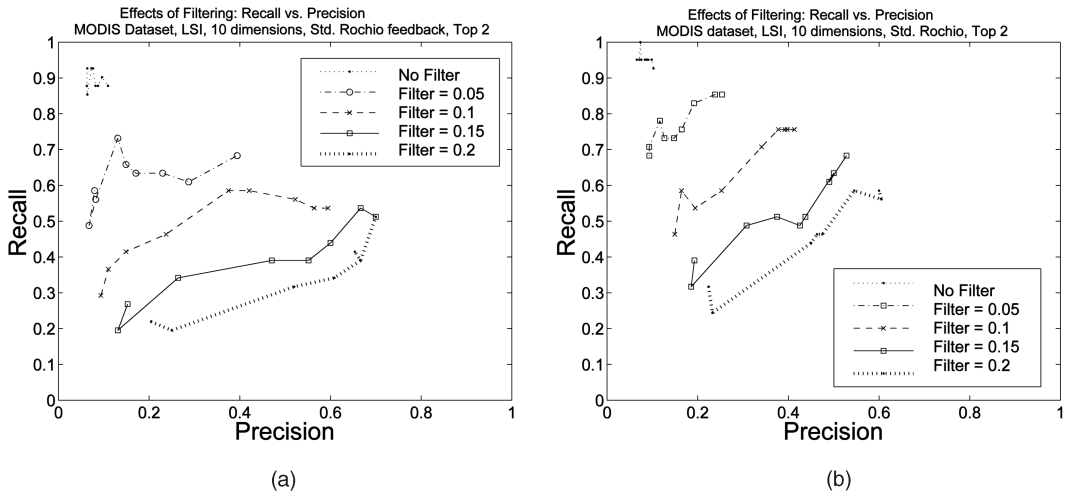 Effects of Filtering: Recall vs. Precision
MODIS Dataset, LSI, 10 dimensions, Std. Rochio feedback, Top 2
1
0.9
0.8
0.7
0.6
0.5
0.4
0.3
0.2
0.1
0
Recall
No Filter
Filter = 0.05
Filter = 0.1
Filter = 0.15
Filter = 0.2
0
0.2
0.4
0.6
0.8
1
Precision
(a)
Effects of Filtering: Recall vs. Precision
MODIS dataset, LSI, 10 dimensions, Std. Rochio, Top 2
1
0.9
0.8
0.7
0.6
0.5
0.4
0.3
0.2
0.1
0
Recall
No Filter
Filter = 0.05
Filter = 0.1
Filter = 0.15
Filter = 0.2
0
0.2
0.4
0.6
0.8
1
Precision
(b)